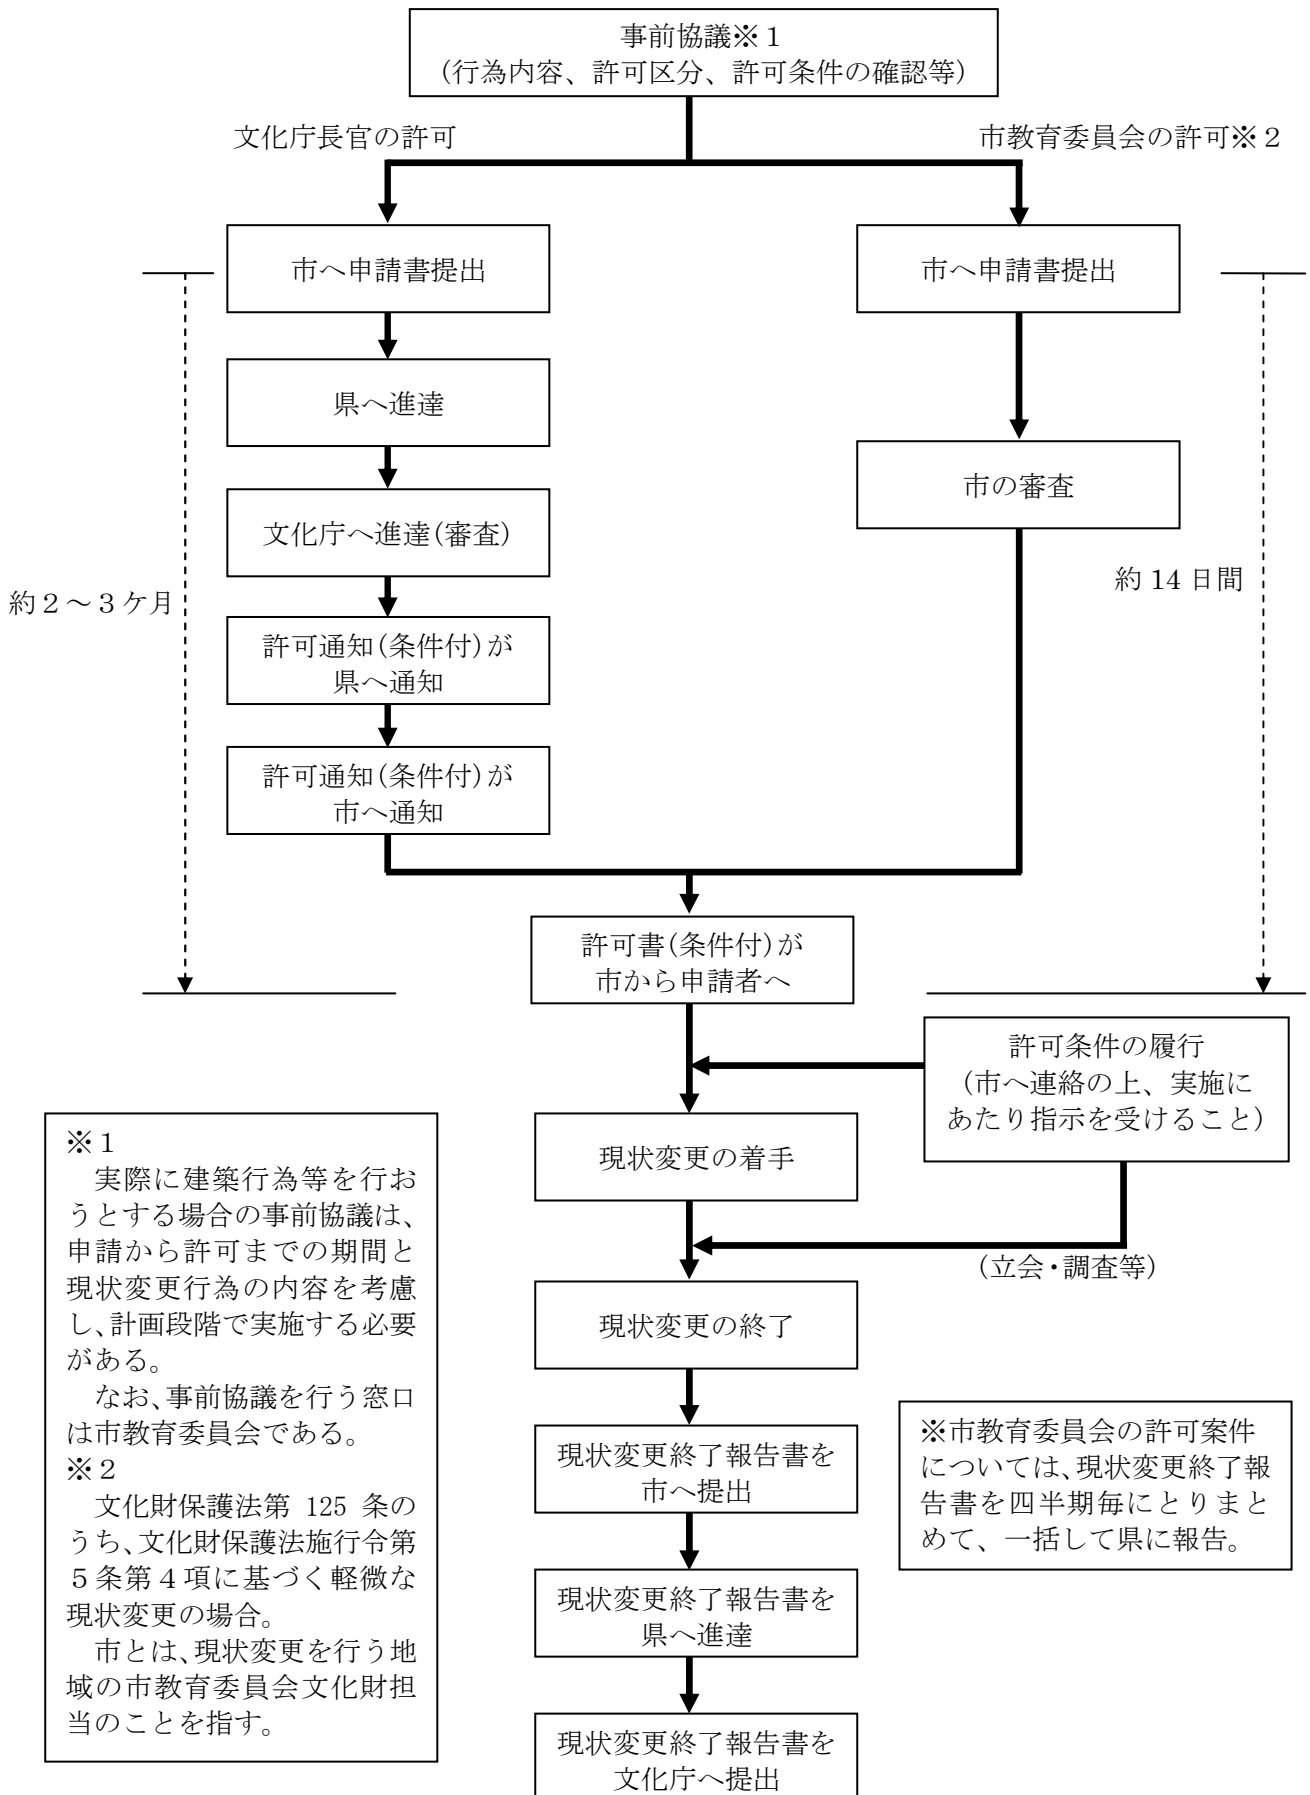 事前協議※１
（行為内容、許可区分、許可条件の確認等）
文化庁長官の許可
市教育委員会の許可※２
市へ申請書提出
県へ進達
文化庁へ進達（審査）
許可通知（条件付）が
県へ通知
許可通知（条件付）が
市へ通知
約２～３ケ月
市へ申請書提出
市の審査
約 14 日間
許可書（条件付）が
市から申請者へ
許可条件の履行
（市へ連絡の上、実施に
あたり指示を受けること）
現状変更の着手
（立会・調査等）
現状変更の終了
現状変更終了報告書を
市へ提出
現状変更終了報告書を
県へ進達
現状変更終了報告書を
文化庁へ提出
※１
実際に建築行為等を行お
うとする場合の事前協議は、
申請から許可までの期間と
現状変更行為の内容を考慮
し、計画段階で実施する必要
がある。
なお、事前協議を行う窓口
は市教育委員会である。
※２
文化財保護法第 125 条の
うち、文化財保護法施行令第
５条第４項に基づく軽微な
現状変更の場合。
市とは、現状変更を行う地
域の市教育委員会文化財担
当のことを指す。
※市教育委員会の許可案件
については、現状変更終了報
告書を四半期毎にとりまと
めて、一括して県に報告。